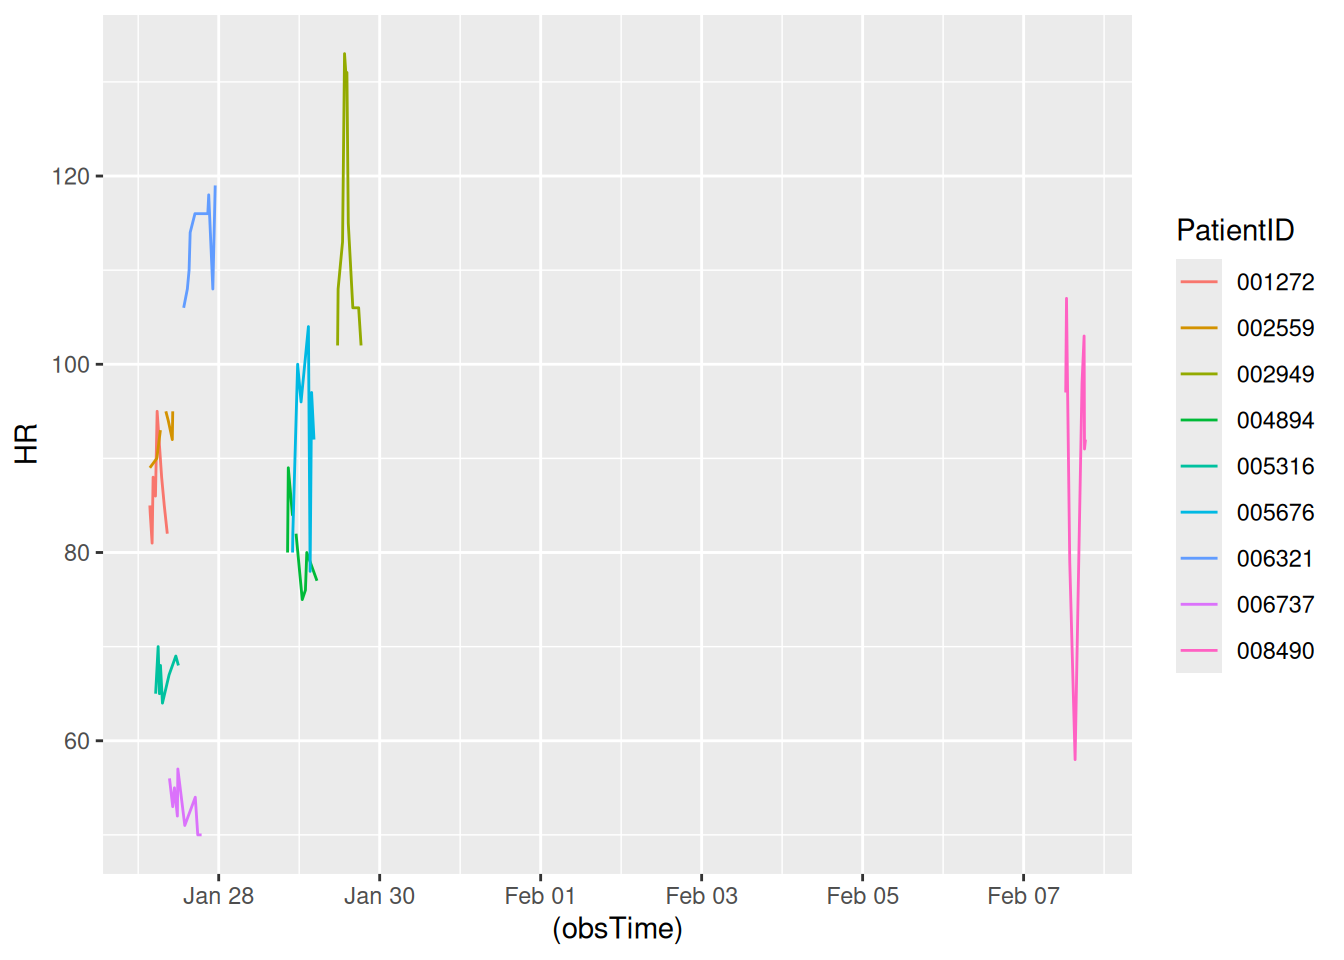 HR
120
100
80
60
Jan 28
Jan 30
Feb 01
Feb 03
Feb 05
Feb 07
(obsTime)
PatientID
001272
002559
002949
004894
005316
005676
006321
006737
008490